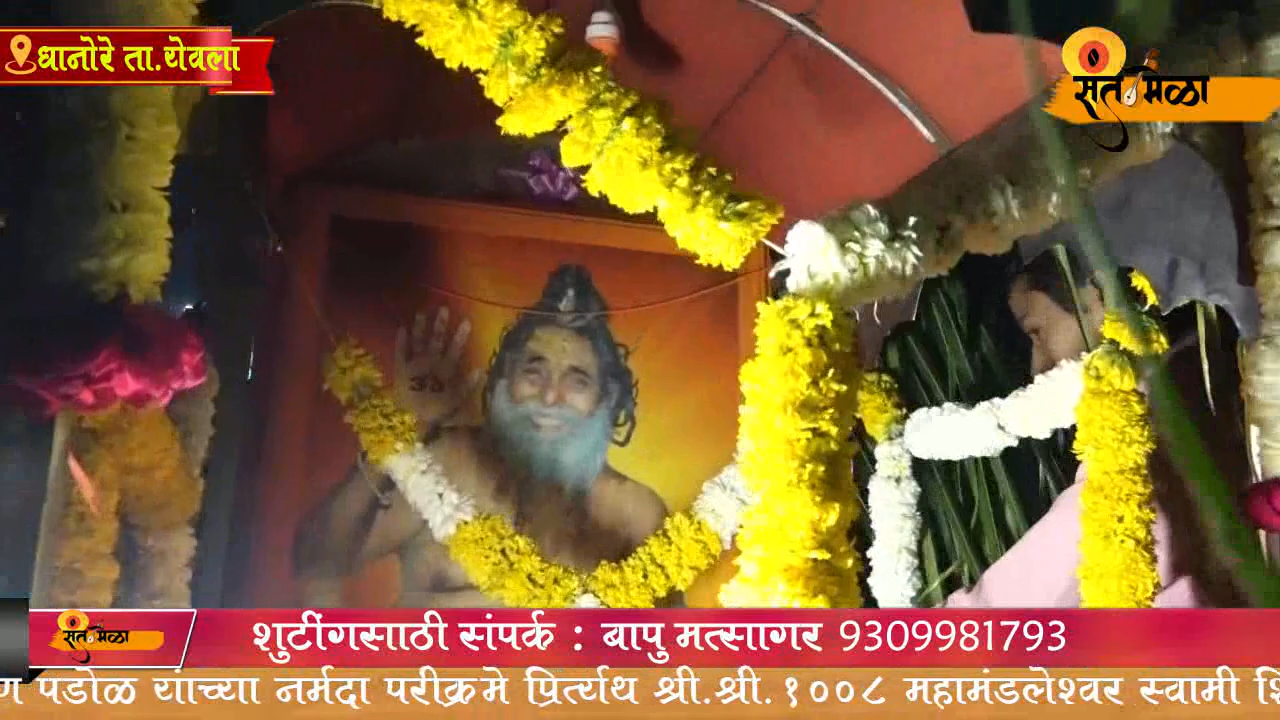 धानोरे ता.येवला
संत मेळा
ॐ
संत मेळा
शुटींगसाठी संपर्क : बापु मत्सागर 9309981793
ण पडोळ यांच्या नर्मदा परीक्रमे प्रित्यर्थ श्री.श्री.१००८ महामंडलेश्वर स्वामी शि